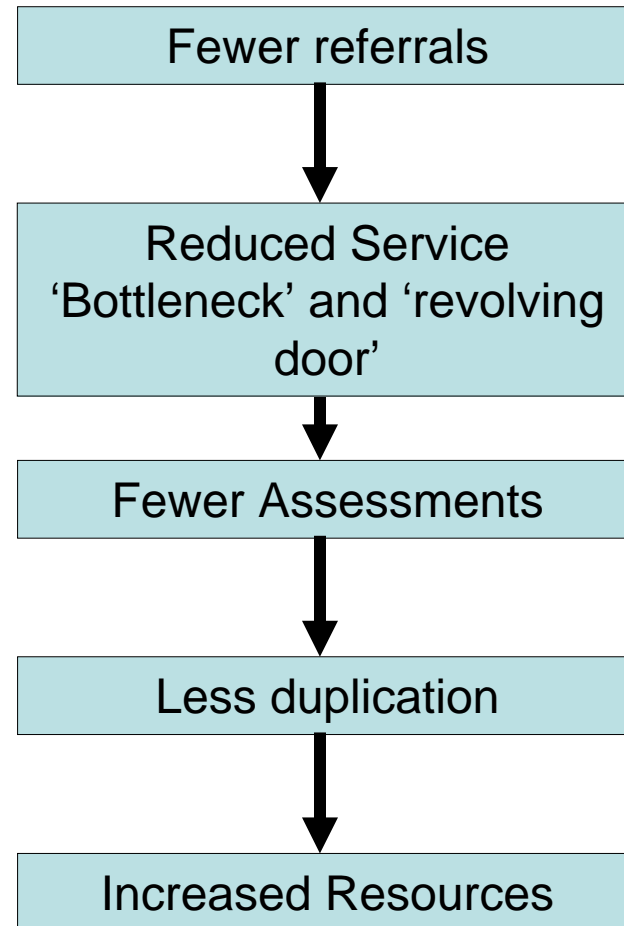 Fewer referrals
Reduced Service
‘Bottleneck’ and ‘revolving
door’
Fewer Assessments
Less duplication
Increased Resources